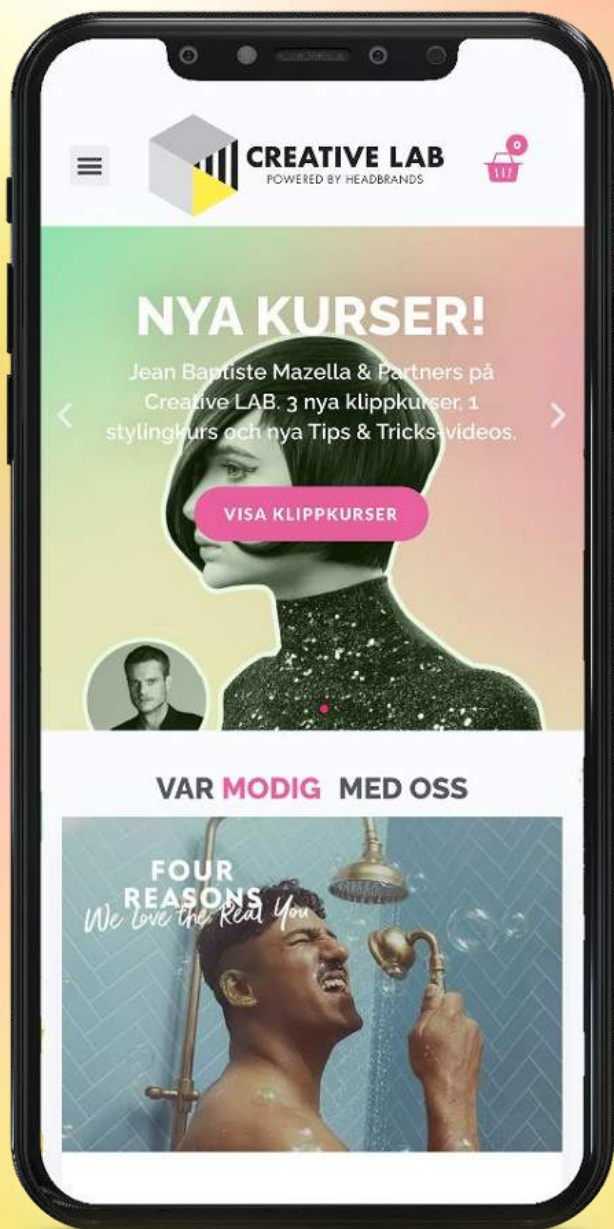 CREATIVE LAB
POWERED BY HEADBRANDS
0
NYA KURSER!
Jean Baptiste Mazella & Partners på
Creative LAB. 3 nya klippkurser, 1
stylingkurs och nya Tips & Tricks-videos.
VISA KLIPPKURSER
VAR MODIG MED OSS
FOUR
REASONS
We Love the Real You